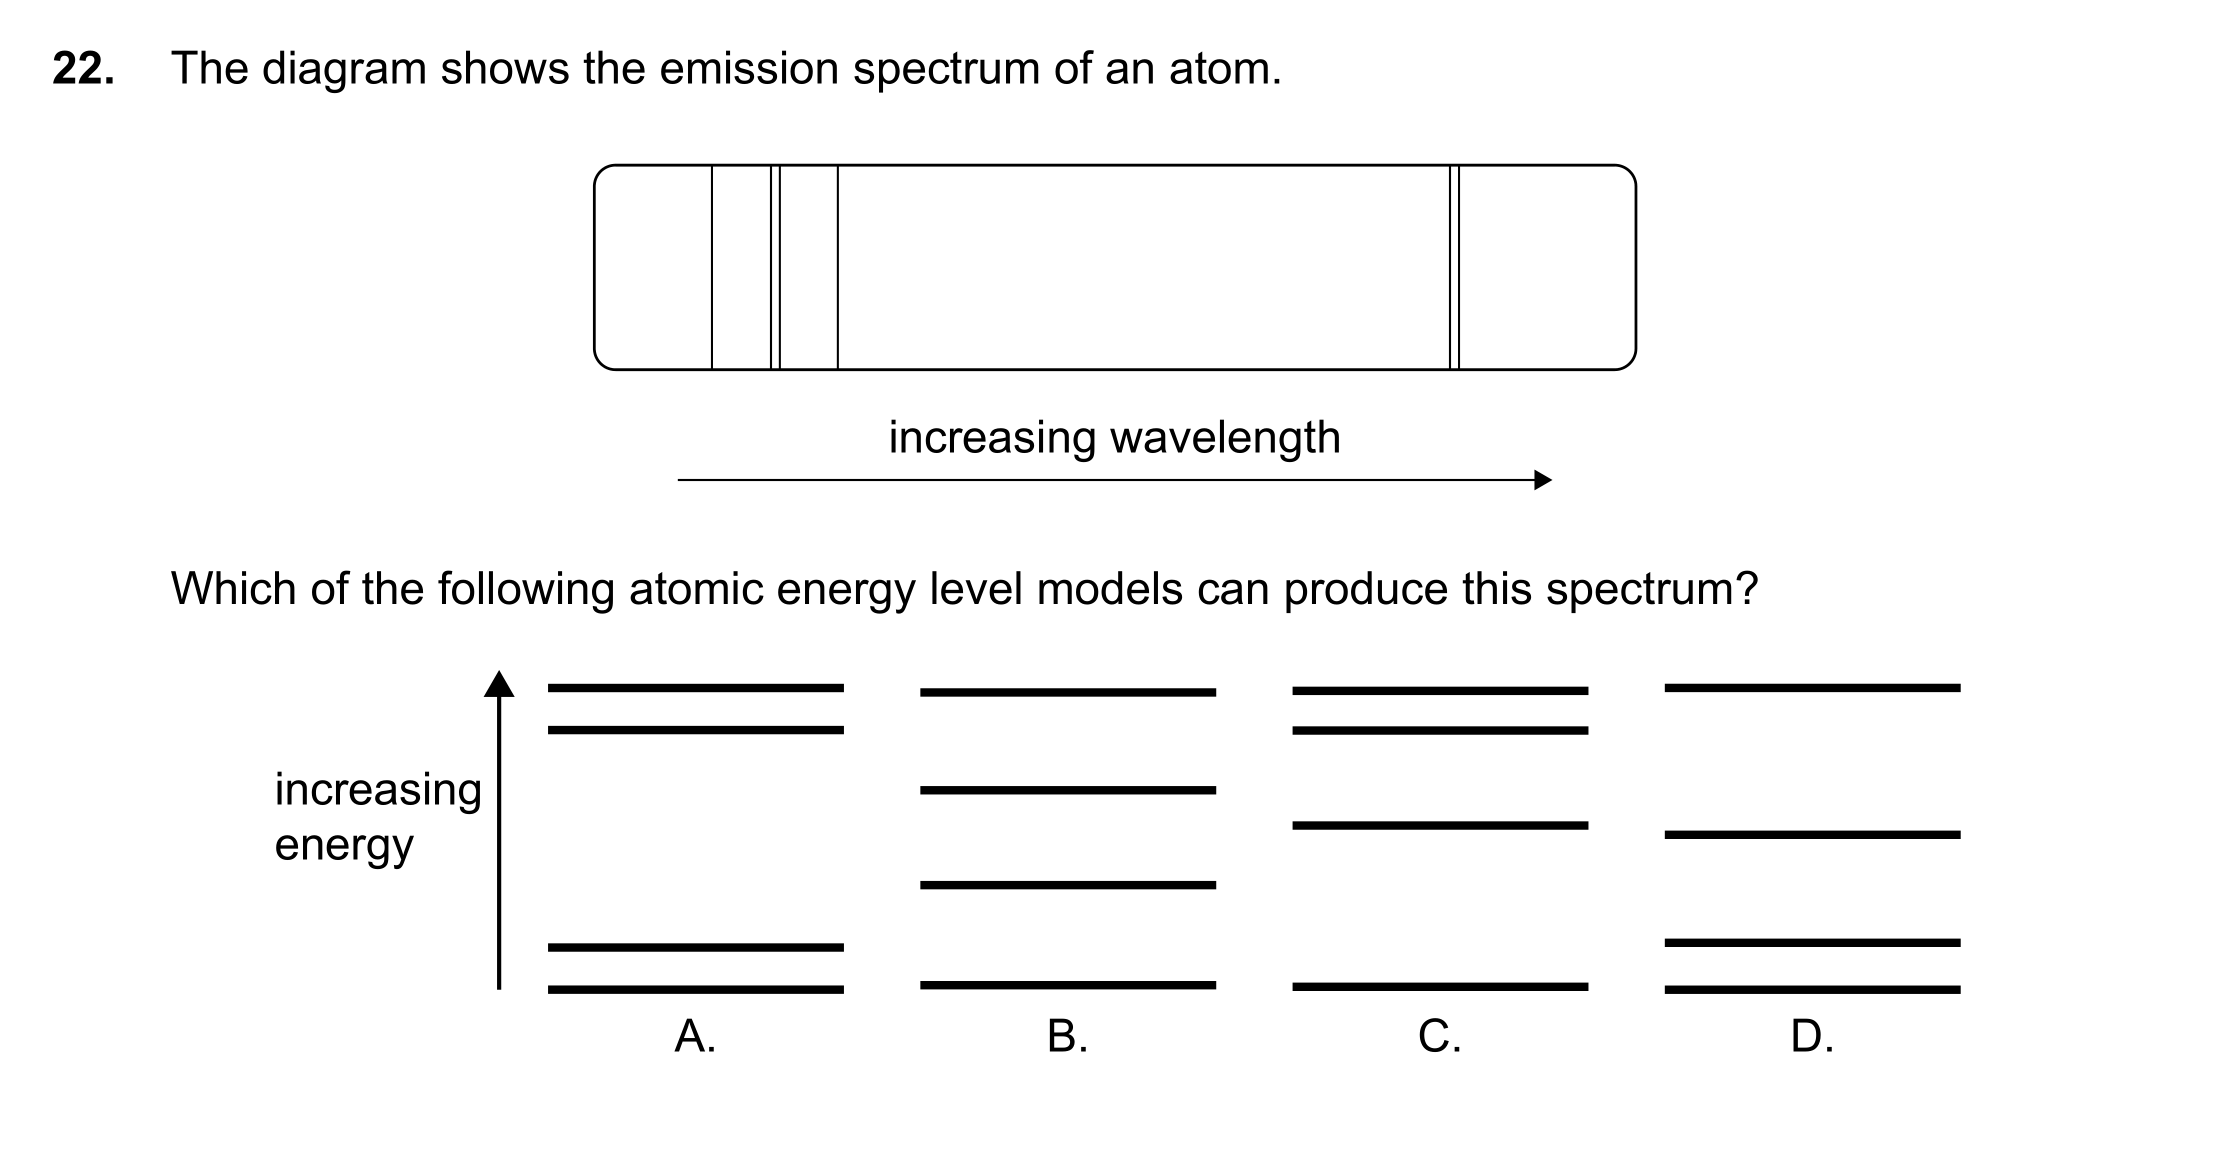 22. The diagram shows the emission spectrum of an atom.
increasing wavelength
Which of the following atomic energy level models can produce this spectrum?
increasing
energy
A. B. C. D.